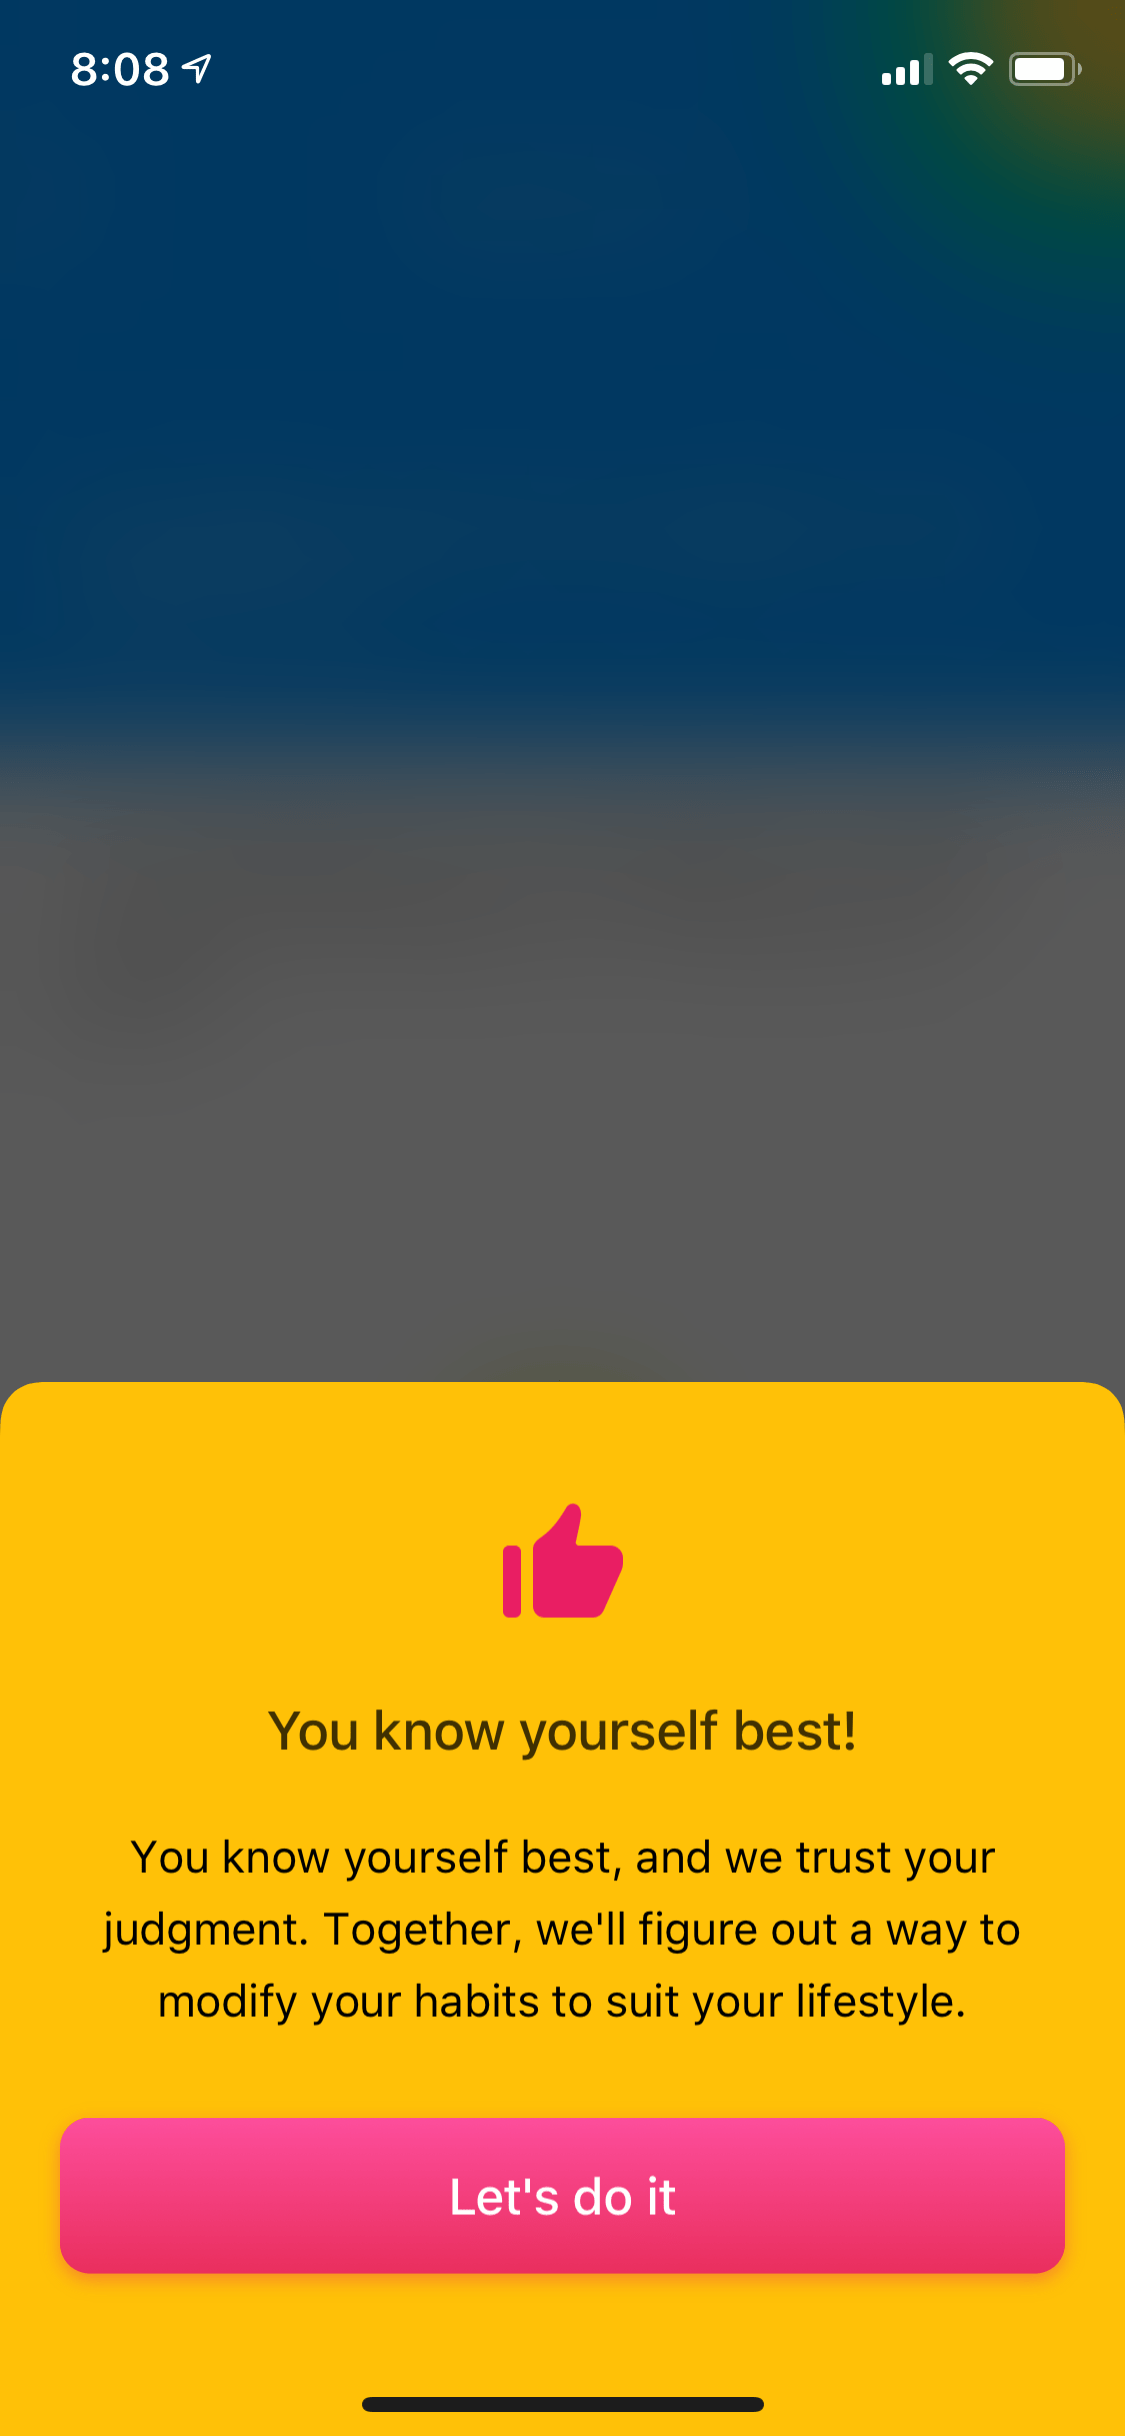 8:08
You know yourself best!
You know yourself best, and we trust your
judgment. Together, we'll figure out a way to
modify your habits to suit your lifestyle.
Let's do it